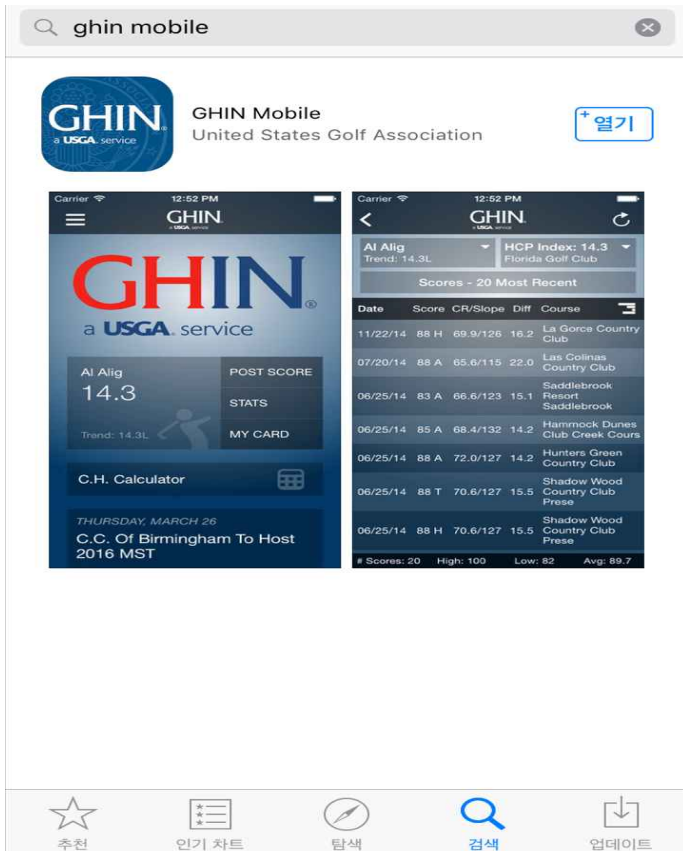 ghin mobile
GHIN
a USGA. service
GHIN Mobile
United States Golf Association
+열기
Carrier 12:52 PM
GHIN
a USGA. service
GHIN®
a USGA. service
Al Alig
14.3
Trend: 14.3L
POST SCORE
STATS
MY CARD
C.H. Calculator
THURSDAY, MARCH 26
C.C. Of Birmingham To Host
2016 MST
Carrier 12:52 PM
GHIN
a USGA. service
Al Alig HCP Index: 14.3
Trend: 14.3L Florida Golf Club
Scores - 20 Most Recent
Date Score CR/Slope Diff Course
11/22/14 88 H 69.9/126 16.2 La Gorce Country
Club
07/20/14 88 A 65.6/115 22.0 Las Colinas
Country Club
06/25/14 83 A 66.6/123 15.1 Saddlebrook
Resort
Saddlebrook
06/25/14 85 A 68.4/132 14.2 Hammock Dunes
Club Creek Cours
06/25/14 88 A 72.0/127 14.2 Hunters Green
Country Club
06/25/14 88 T 70.6/127 15.5 Shadow Wood
Country Club
Prese
06/25/14 88 H 70.6/127 15.5 Shadow Wood
Country Club
Prese
# Scores: 20 High: 100 Low: 82 Avg: 89.7
추천 인기 차트 탐색 검색 업데이트